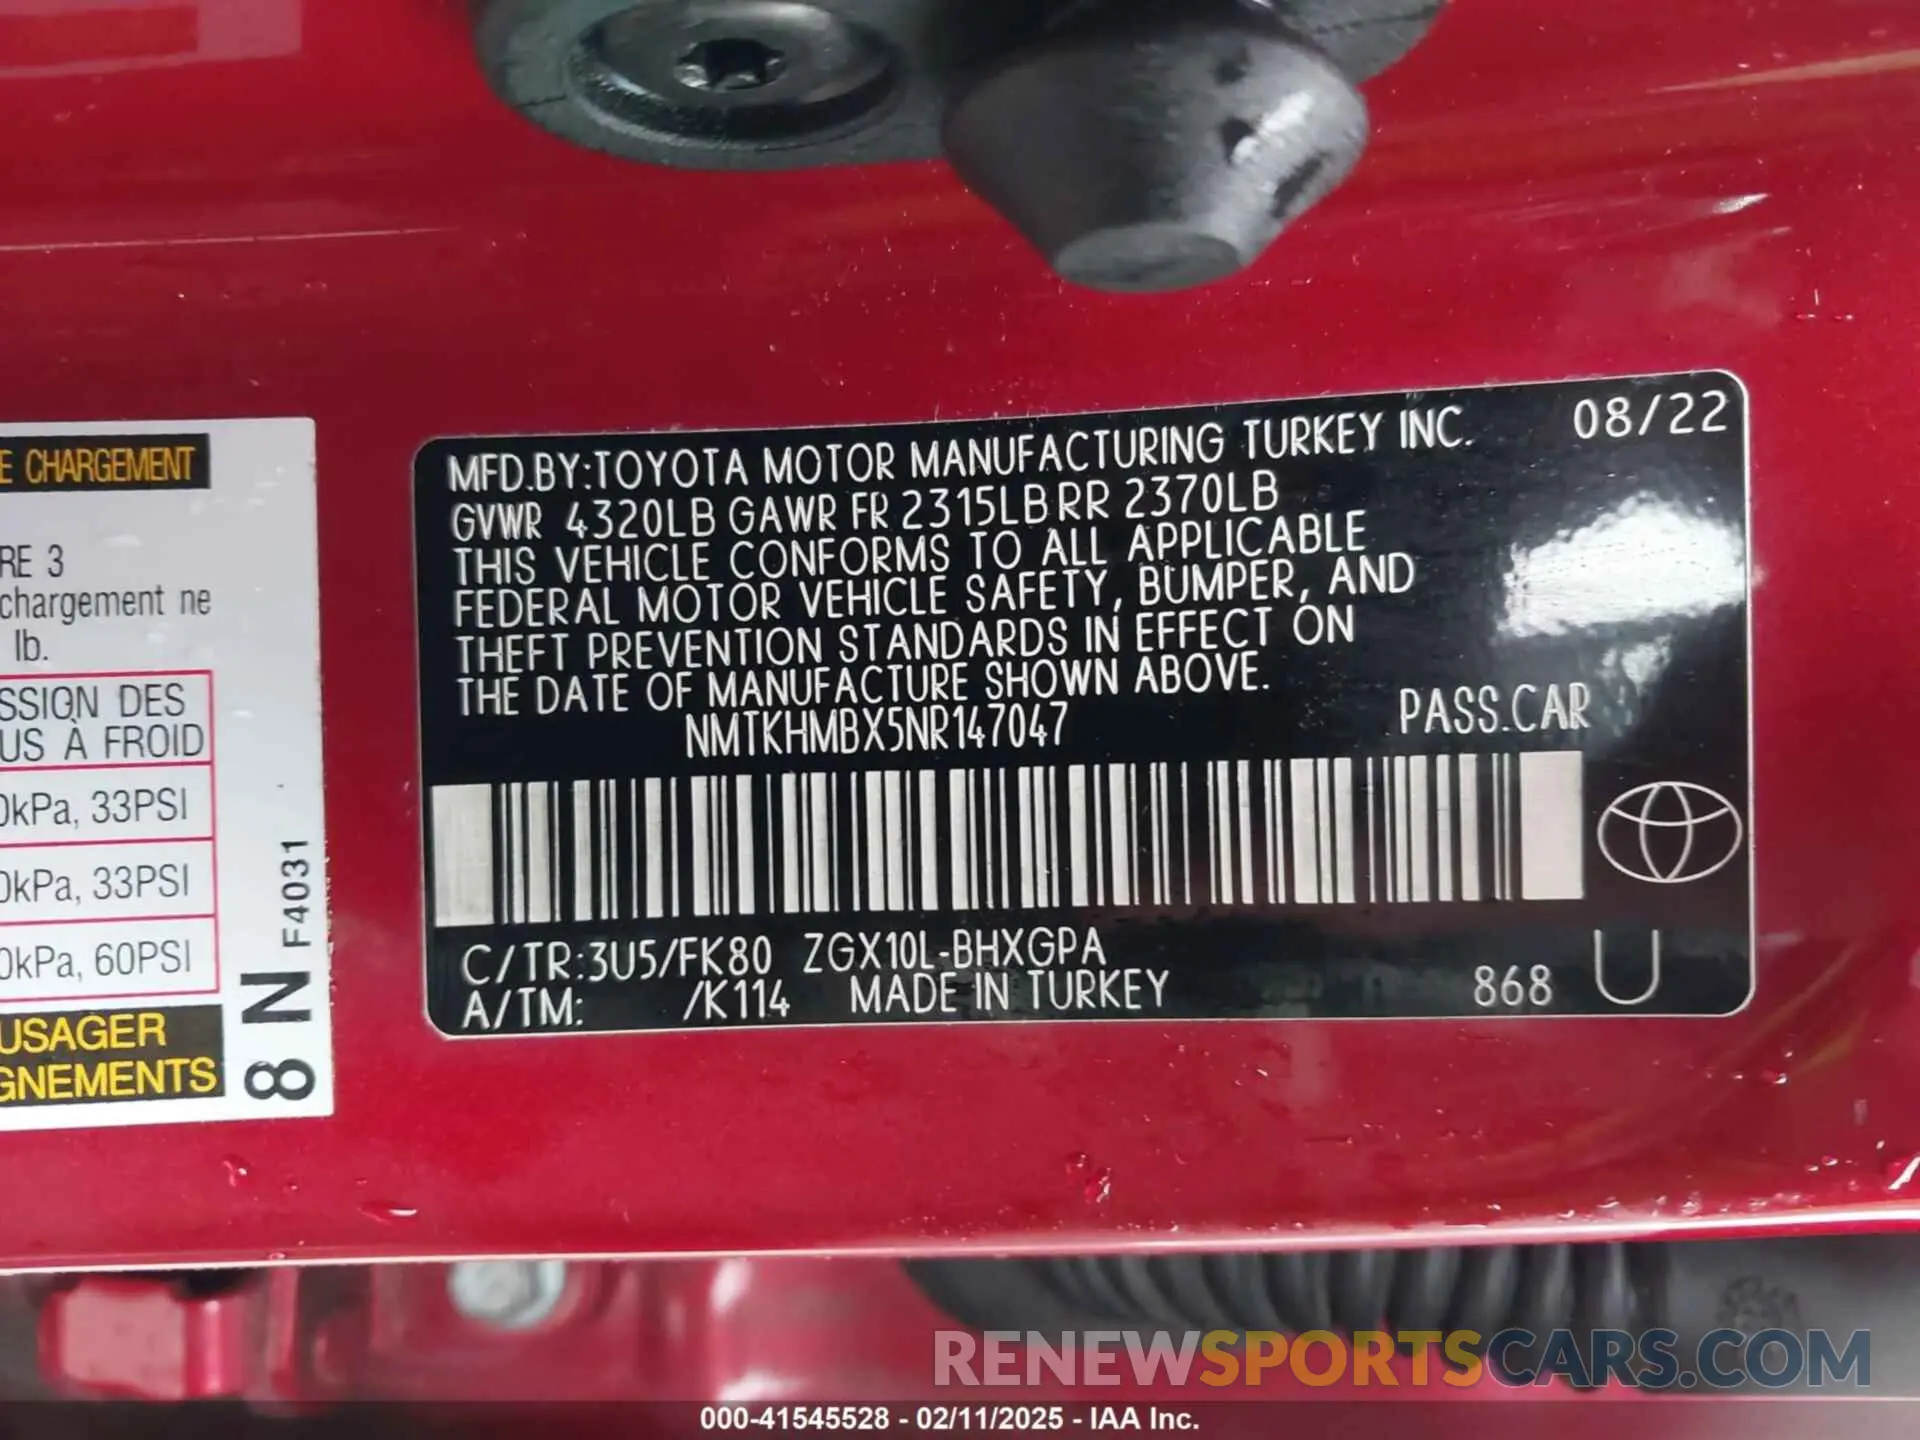 E CHARGEMENT
RE 3
chargement ne
lb.
SSION DES
US À FROID
0kPa, 33PSI
0kPa, 33PSI
0kPa, 60PSI
USAGER
GNEMENTS
8 N F4031
MFD.BY:TOYOTA MOTOR MANUFACTURING TURKEY INC. 08/22
GVWR 4320LB GAWR FR 2315LB RR 2370LB
THIS VEHICLE CONFORMS TO ALL APPLICABLE
FEDERAL MOTOR VEHICLE SAFETY, BUMPER, AND
THEFT PREVENTION STANDARDS IN EFFECT ON
THE DATE OF MANUFACTURE SHOWN ABOVE.
NMTKHMBX5NR147047 PASS.CAR
C/TR:3U5/FK80 ZGX10L-BHXGPA
A/TM: /K114 MADE IN TURKEY 868 U
RENEWSPORTSCARS.COM
000-41545528 - 02/11/2025 - IAA Inc.